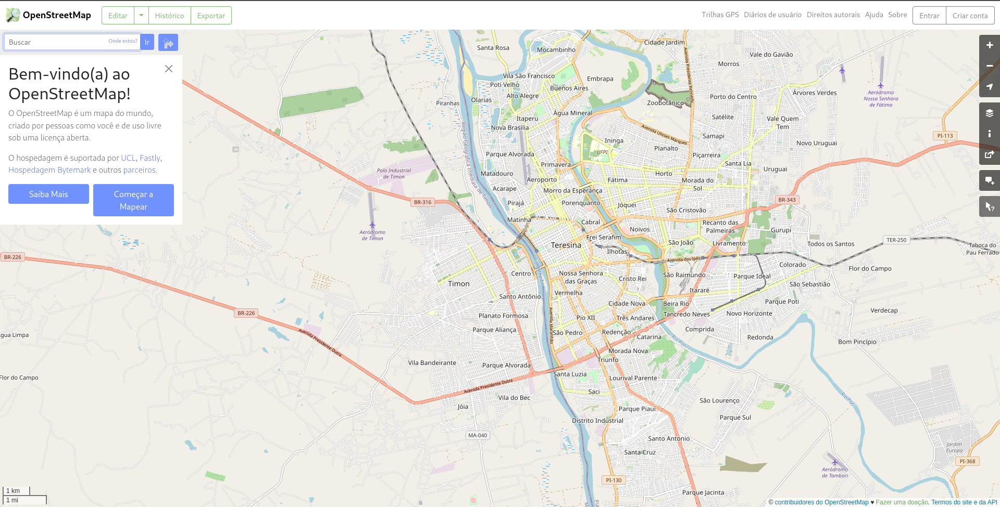 OpenStreetMap
Editar
Histórico
Exportar
Trilhas GPS
Diários de usuário
Direitos autorais
Ajuda
Sobre
Entrar
Criar conta
Buscar
Onde estou?
Ir
Bem-vindo(a) ao
OpenStreetMap!
O OpenStreetMap é um mapa do mundo,
criado por pessoas como você e de uso livre
sob uma licença aberta.
O hospedagem é suportada por UCL, Fastly,
Hospedagem Bytemark e outros parceiros.
Saiba Mais
Começar a
Mapear
Santa Rosa
Mocambinho
Cidade Jardim
Vale do Gavião
Morros
Avenida Presidente Kennedy
Vila São Francisco
Embrapa
Poti Velho
Buenos Aires
Alto Alegre
Olarias
Piranhas
Zoobotânico
Porto do Centro
Árvores Verdes
Aeródromo
Nossa Senhora
de Fátima
Água Mineral
Itaperu
Satélite
Vale Quem
Tem
Nova Brasilia
Avenida Ulisses Marques
Samapi
PI-113
Região Geográfica Imediata de Timon
Rio Poti
Ininga
Novo Uruguai
Planalto
UFPI
Parque Alvorada
Piçarreira
Primavera
Santa Lia
Uruguai
Polo Industrial
de Timon
Matadouro
Horto
Aeroporto
Fátima
Morada do
Sol
Acarape
Morro da Esperança
BR-316
Pirajá
Porenquanto
Jóquei
BR-343
São Cristovão
Matinha
Cabral
Recanto das
Palmeiras
Noivos
Gurupi
Aeródromo
de Timon
Frei Serafim
Teresina
São João
Livramento
Todos os Santos
TER-250
Taboca do
Pau Ferrado
Ilhotas
BR-226
Avenida dos Ipês
Rio Parnaíba
Colorado
Flor do Campo
Centro
Nossa Senhora
das Graças
São Raimundo
Parque Ideal
Cristo Rei
Timon
São Sebastião
Itararé
Vermelha
Santo Antônio
Cidade Nova
Beira Rio
Parque Poti
BR-226
Planato Formosa
Avenida Maranhão
Pio XII
Três Andares
Tancredo Neves
Novo Horizonte
Verdecap
Parque Aliança
São Pedro
Redenção
Comprida
Catarina
Redonda
Avenida Presidente Dutra
Rio Poti
Bom Pincípio
Morada Nova
Vila Bandeirante
Parque Alvorada
Triunfo
Santa Luzia
Lourival Parente
Flor do Campo
Avenida Presidente Dutra
Saci
Vila do Bec
São Lourenço
Rio Poti
Jóia
Parque Piauí
Distrito Industrial
Parque Sul
MA-040
Santo Antonio
Jardim
Europa
Santa Cruz
PI-368
Aeródromo
de Tambori
PI-130
Parque Jacinta
1 km
1 mi
© contribuidores do OpenStreetMap ♥ Fazer uma doação. Termos do site e da API